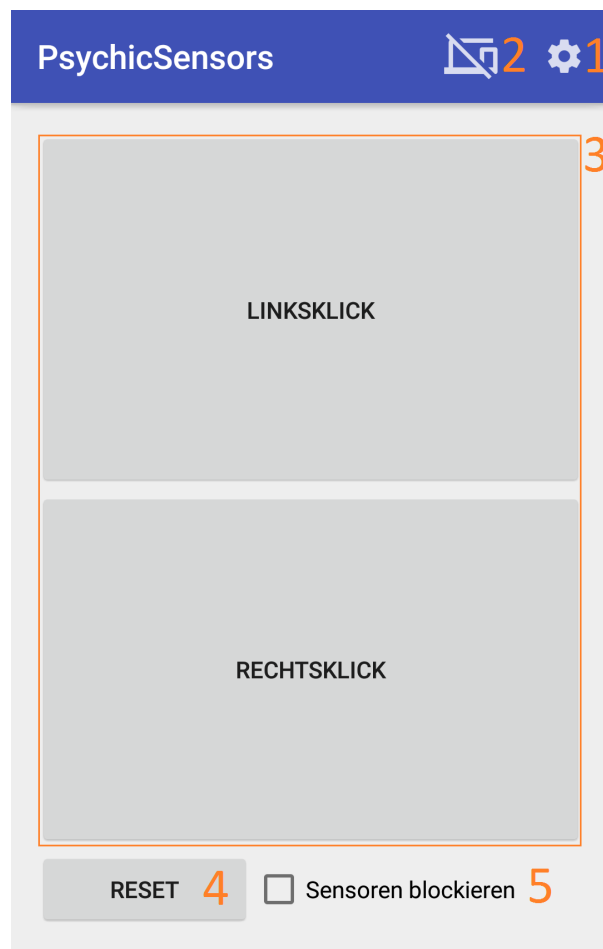 PsychicSensors 2 1
3
LINKSKLICK
RECHTSKLICK
RESET 4 Sensoren blockieren 5